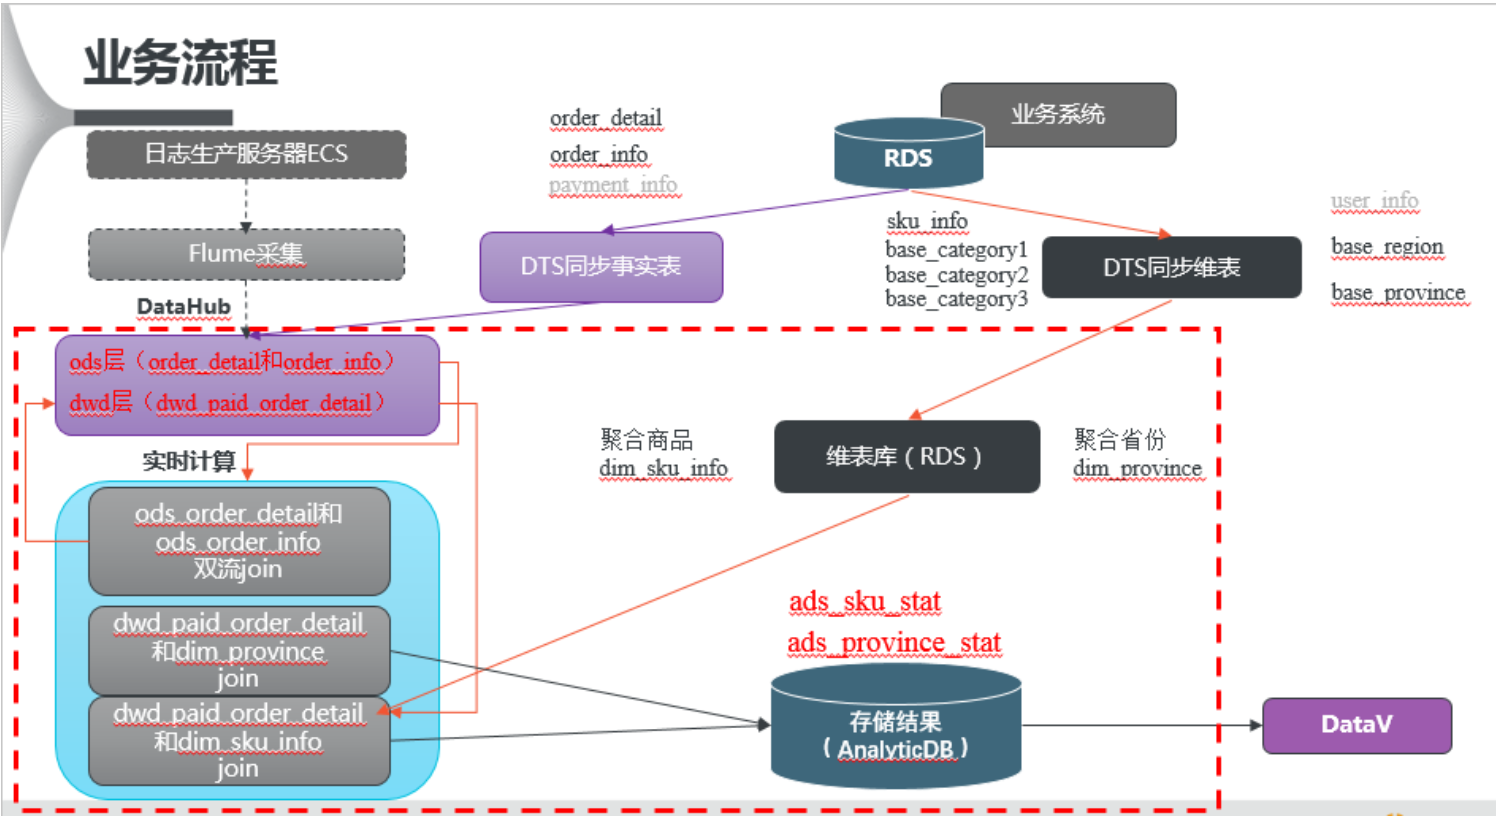 业务流程
业务系统
RDS
日志生产服务器ECS
order_detail
order_info
payment_info
Flume采集
DTS同步事实表
sku_info
base_category1
base_category2
base_category3
DTS同步维表
user_info
base_region
base_province
DataHub
ods层（order_detail和order_info）
dwd层（dwd_paid_order_detail）
实时计算
聚合商品
dim_sku_info
维表库（RDS）
聚合省份
dim_province
ods_order_detail和
ods_order_info
双流join
dwd_paid_order_detail
和dim_province
join
dwd_paid_order_detail
和dim_sku_info
join
ads_sku_stat
ads_province_stat
存储结果
（AnalyticDB）
DataV